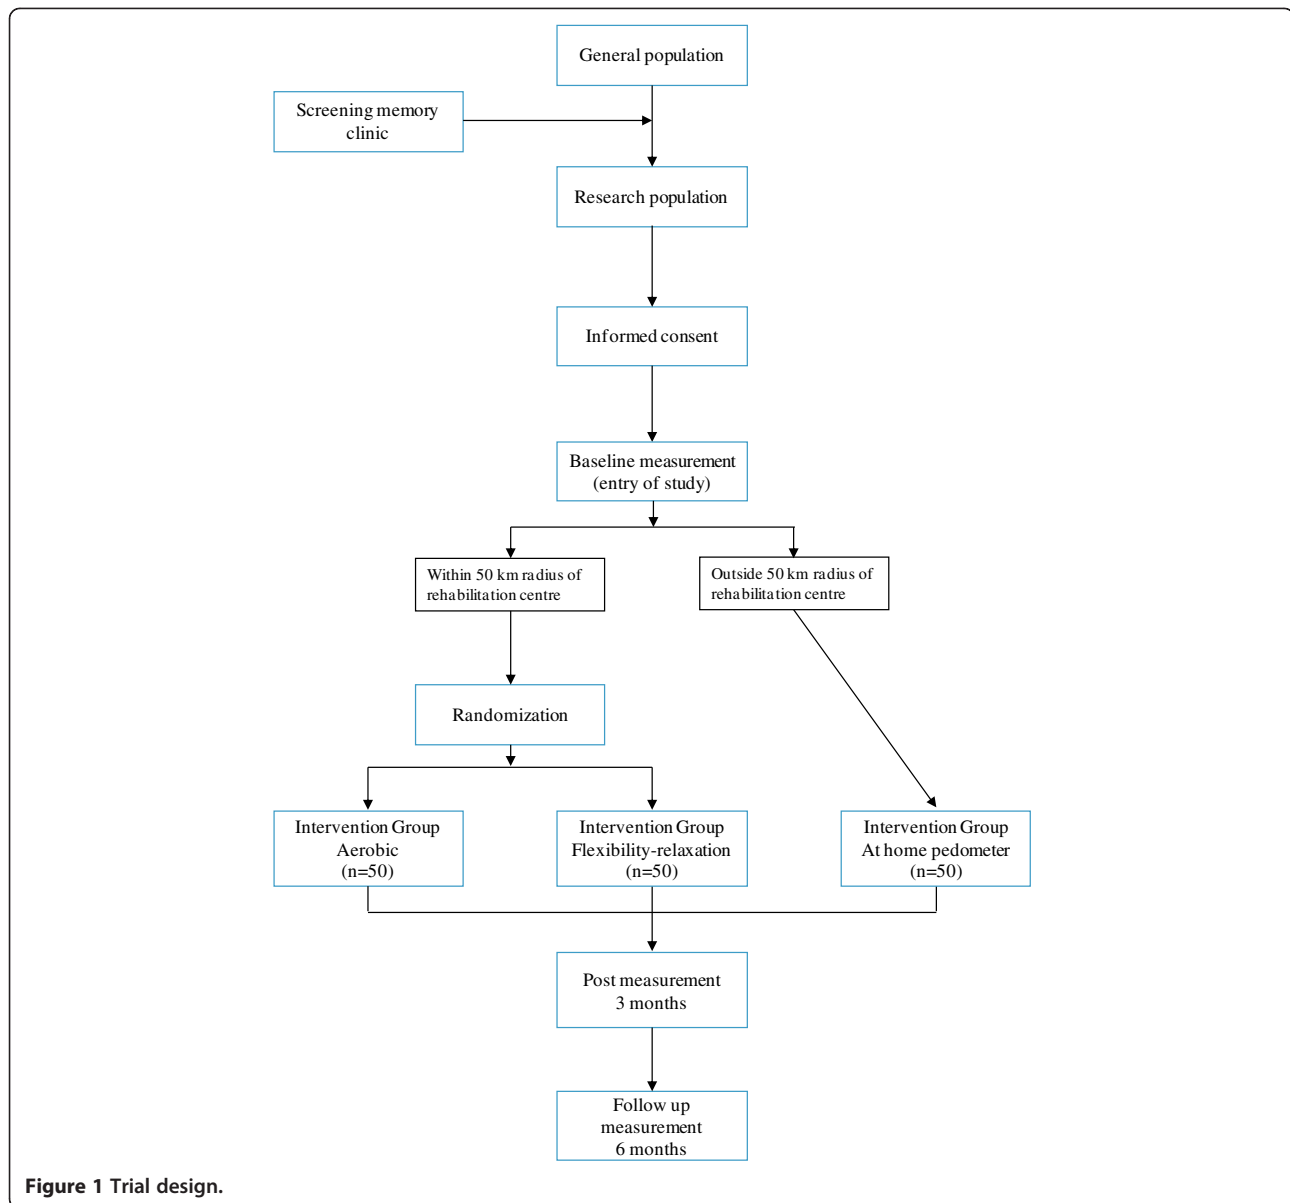 General population
Screening memory
clinic
Research population
Informed consent
Baseline measurement
(entry of study)
Within 50 km radius of
rehabilitation centre
Outside 50 km radius of
rehabilitation centre
Randomization
Intervention Group
Aerobic
(n=50)
Intervention Group
Flexibility-relaxation
(n=50)
Intervention Group
At home pedometer
(n=50)
Post measurement
3 months
Follow up
measurement
6 months
Figure 1 Trial design.